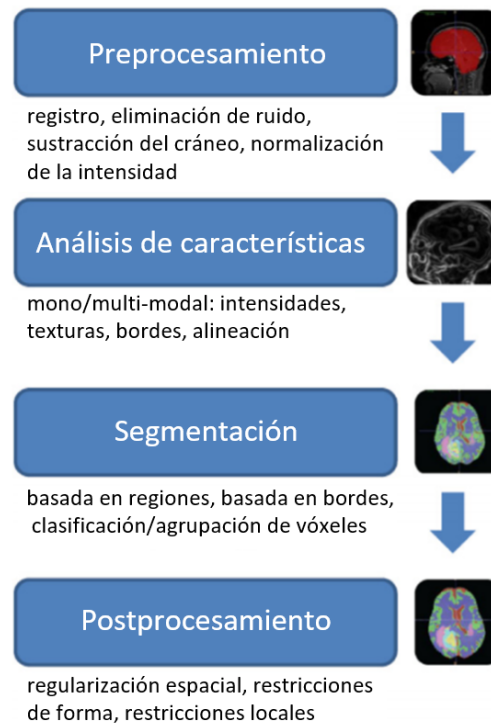 Preprocesamiento
registro, eliminación de ruido,
sustracción del cráneo, normalización
de la intensidad
Análisis de característícas
mono/multi-modal: intensidades,
texturas, bordes, alineación
Segmentación
basada en regiones, basada en bordes,
clasificación/agrupación de vóxeles
Postprocesamiento
regularización espacial, restricciones
de forma, restricciones locales